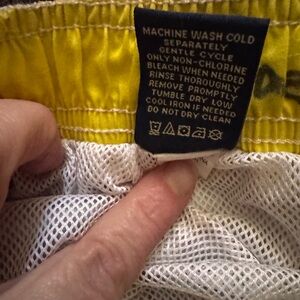 MACHINE WASH COLD
SEPARATELY
GENTLE CYCLE
ONLY NON-CHLORINE
BLEACH WHEN NEEDED
RINSE THOROUGHLY
REMOVE PROMPTLY
TUMBLE DRY LOW
COOL IRON IF NEEDED
DO NOT DRY CLEAN